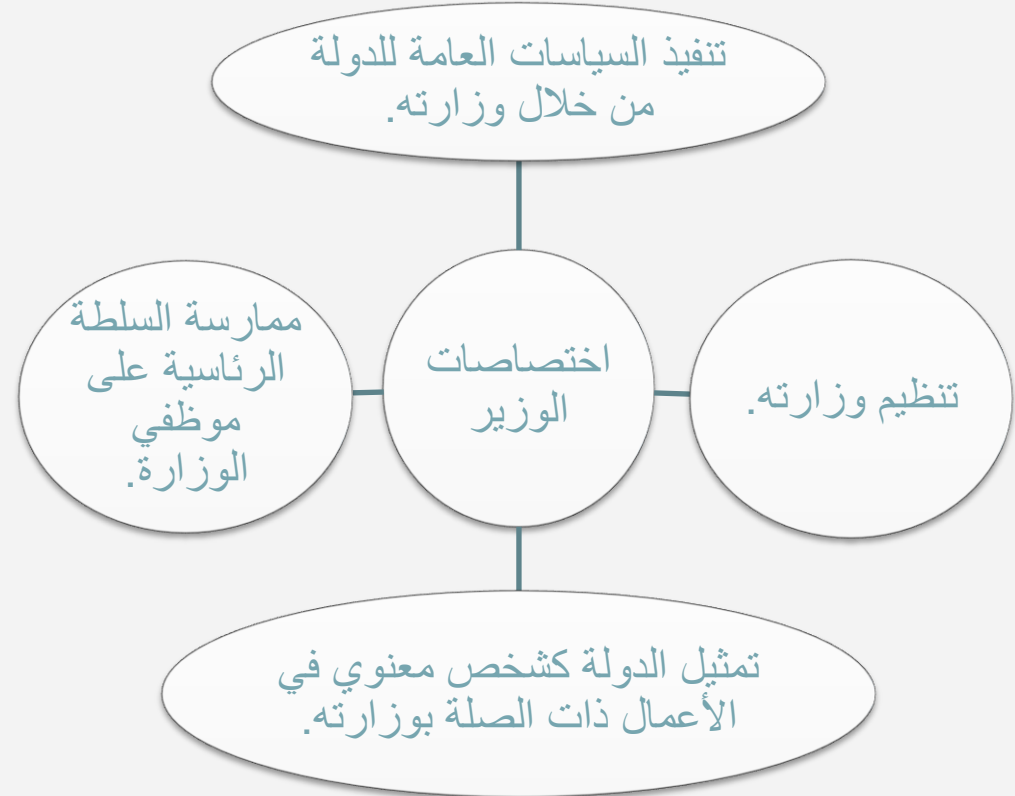 تنفيذ السياسات العامة للدولة
من خلال وزارته.
اختصاصات
الوزير
تنظيم وزارته.
ممارسة السلطة
الرئاسية على
موظفي
الوزارة.
تمثيل الدولة كشخص معنوي في
الأعمال ذات الصلة بوزارته.